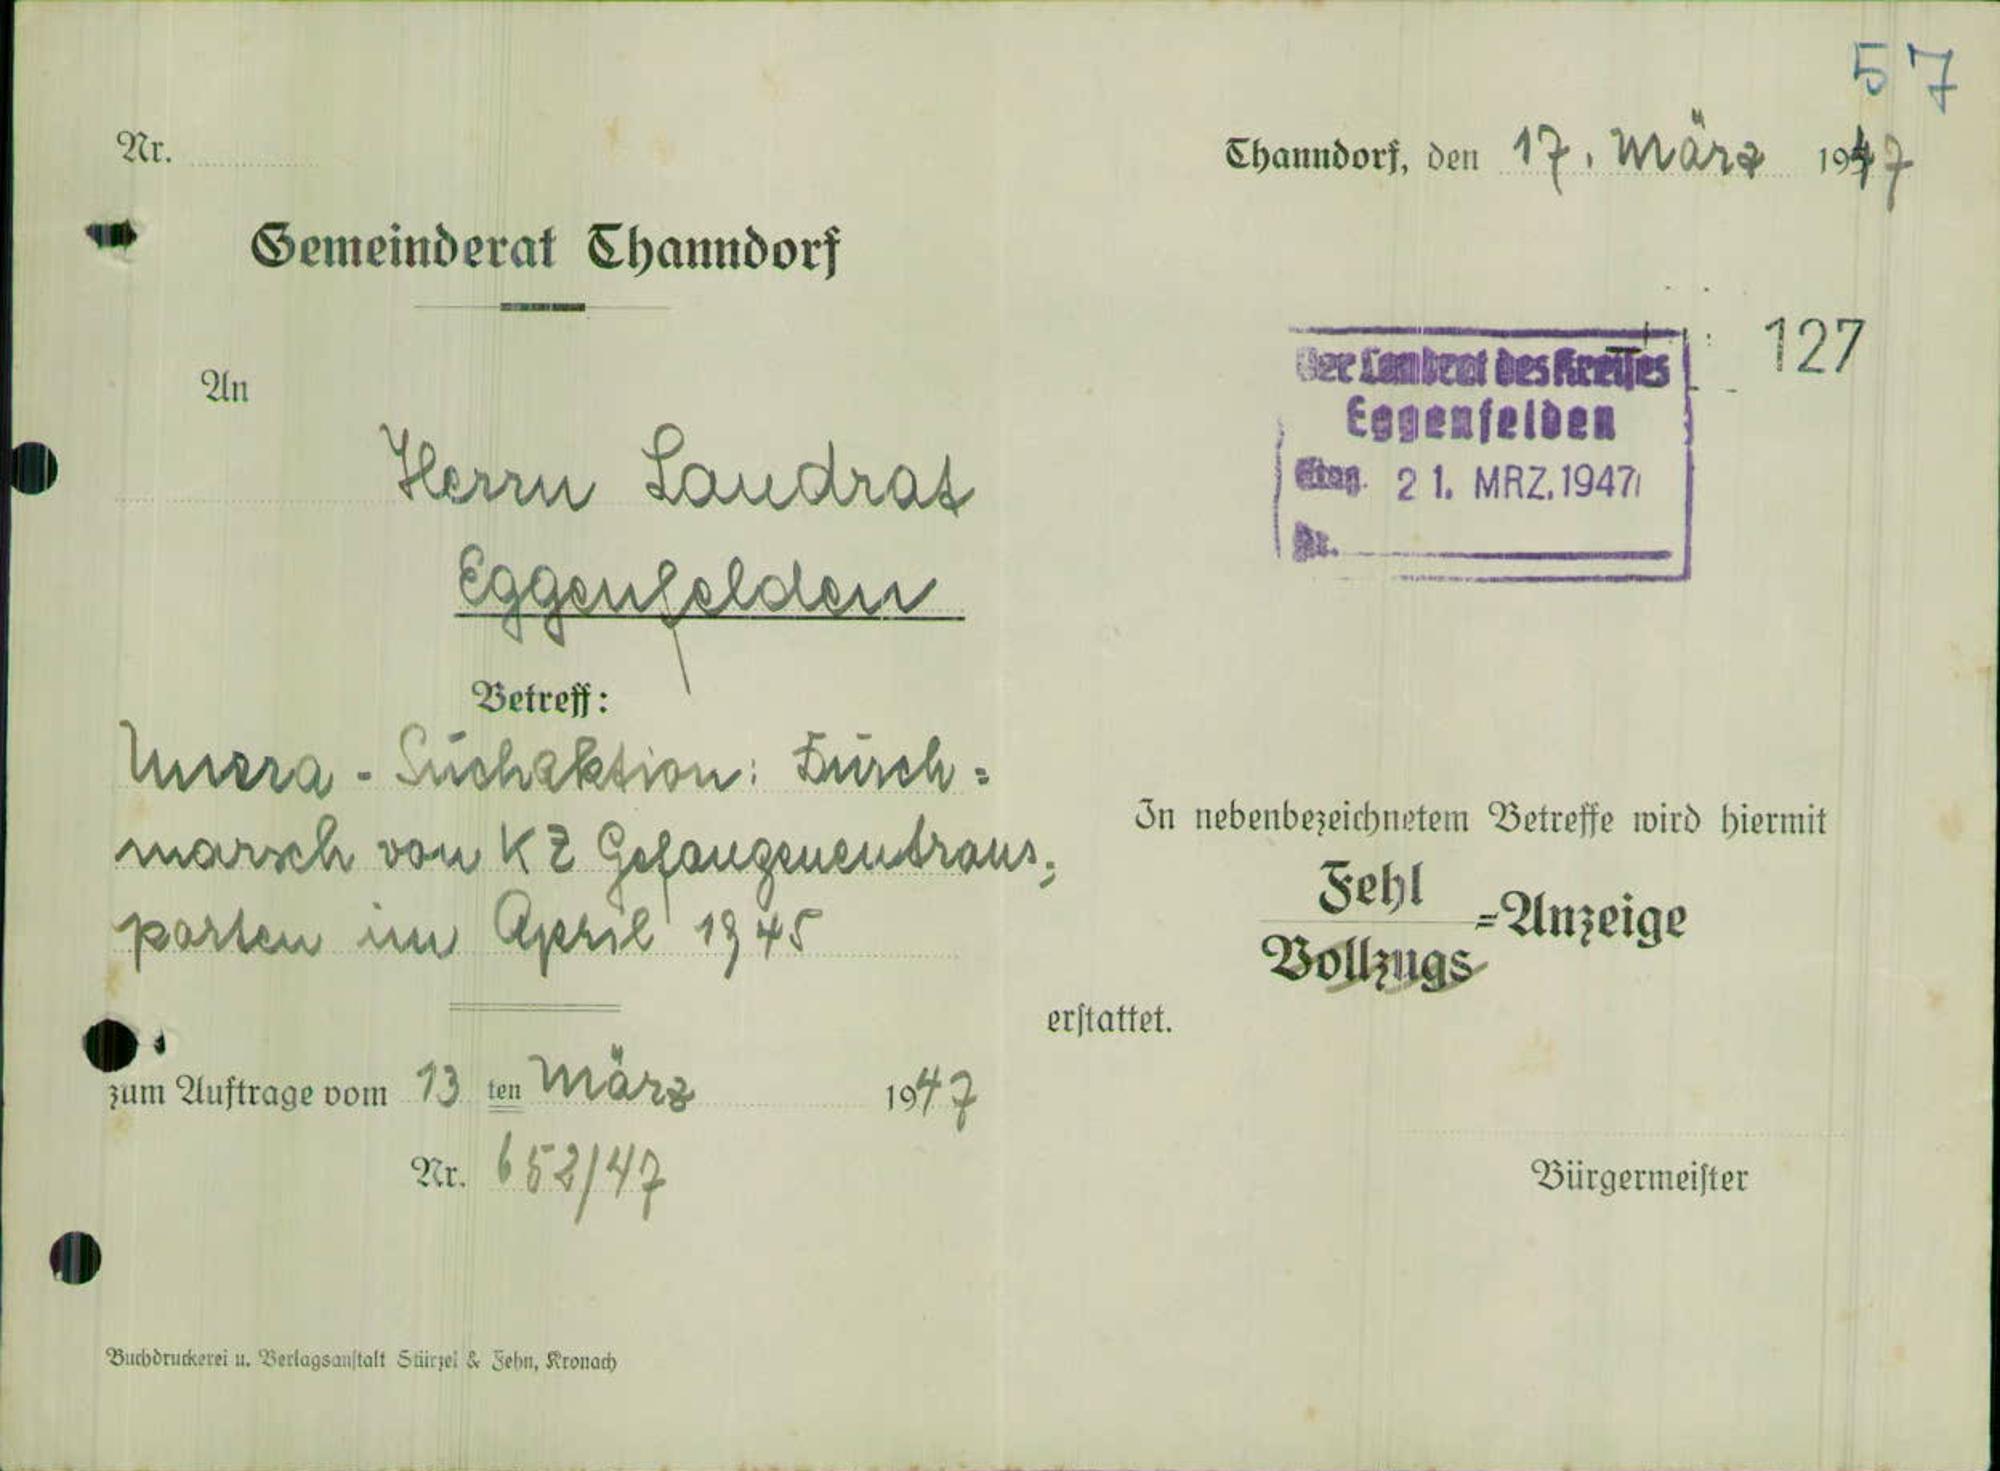 57
Nr.
Thanndorf, den 17. März 1947
Gemeinderat Thanndorf
127
An
Herrn Landrat
Eggenfelden
Der Landrat des Kreises
Eggenfelden
Eing. 21. MRZ. 1947
Nr.
Betreff:
Unrra - Suchaktion: Durch=
marsch von KZ Gefangenentrans=
porten im April 1945
zum Auftrage vom 13 ten März 1947
Nr. 652/47
In nebenbezeichnetem Betreffe wird hiermit
Fehl
=Anzeige
Vollzugs
erstattet.
Bürgermeister
Buchdruckerei u. Verlagsanstalt Stürzel & Fehn, Kronach